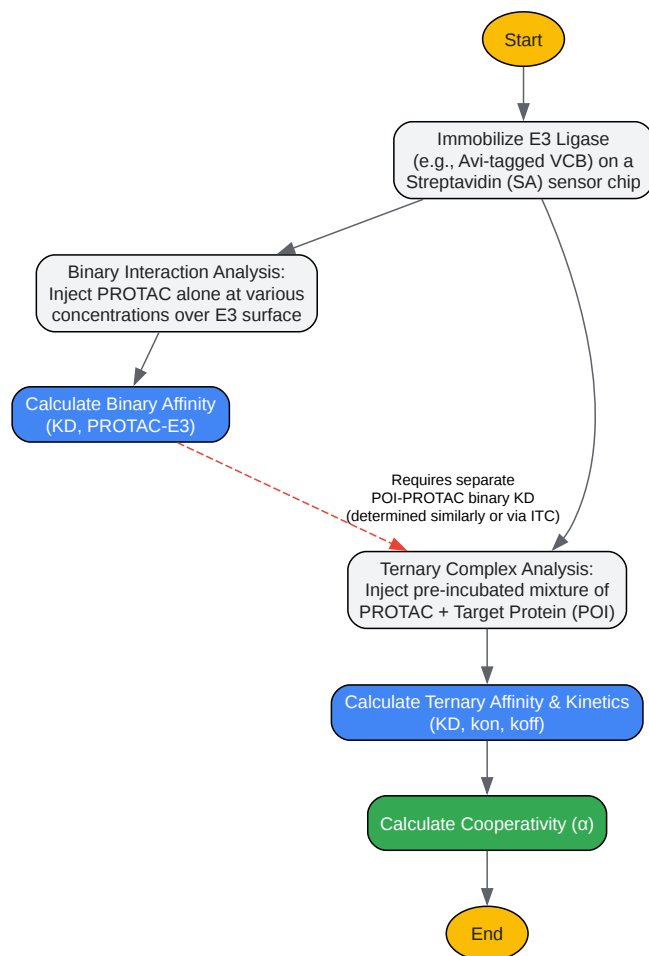 Start
Immobilize E3 Ligase
(e.g., Avi-tagged VCB) on a
Streptavidin (SA) sensor chip
Binary Interaction Analysis:
Inject PROTAC alone at various
concentrations over E3 surface
Calculate Binary Affinity
(KD, PROTAC-E3)
Requires separate
POI-PROTAC binary KD
(determined similarly or via ITC)
Ternary Complex Analysis:
Inject pre-incubated mixture of
PROTAC + Target Protein (POI)
Calculate Ternary Affinity & Kinetics
(KD, kon, koff)
Calculate Cooperativity (α)
End